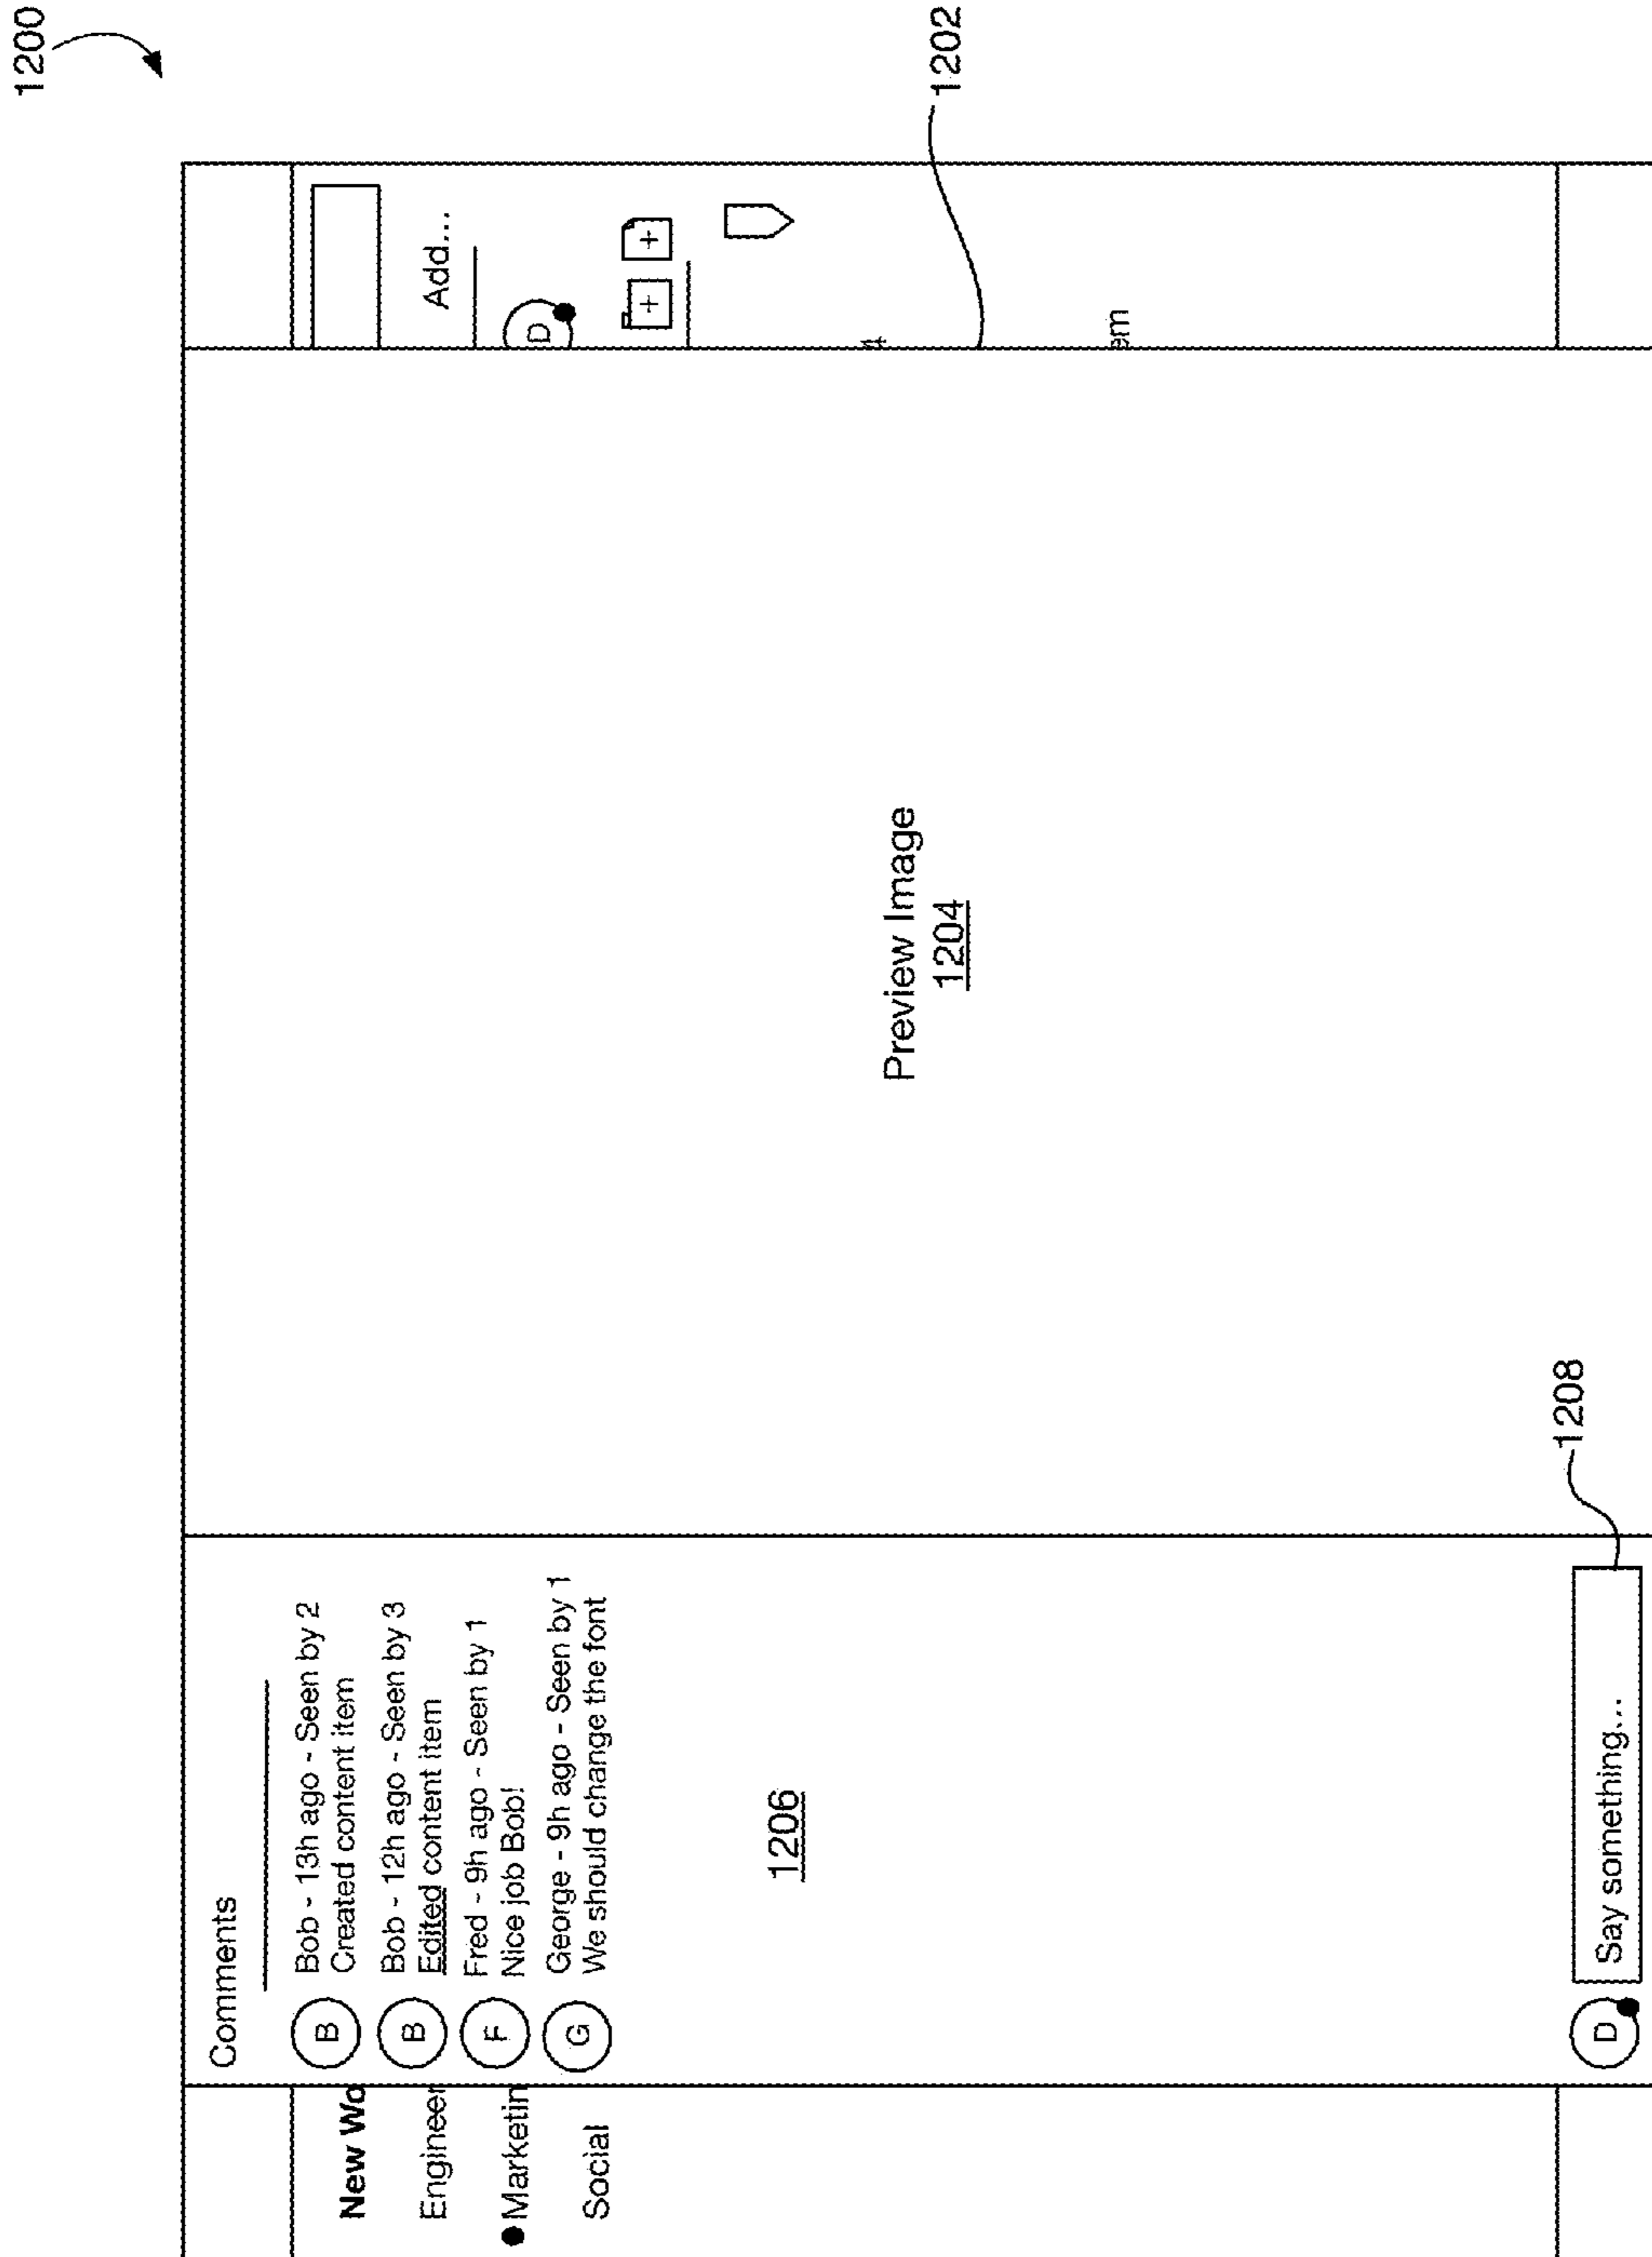 1200
New Wo
Engineer
Marketin
Social
Comments
B
Bob - 13h ago - Seen by 2
Created content item
B
Bob - 12h ago - Seen by 3
Edited content item
F
Fred - 9h ago - Seen by 1
Nice job Bob!
G
George - 9h ago - Seen by 1
We should change the font
1206
D
Say something...
1208
Preview Image
1204
Add...
D
+
+
4
em
1202